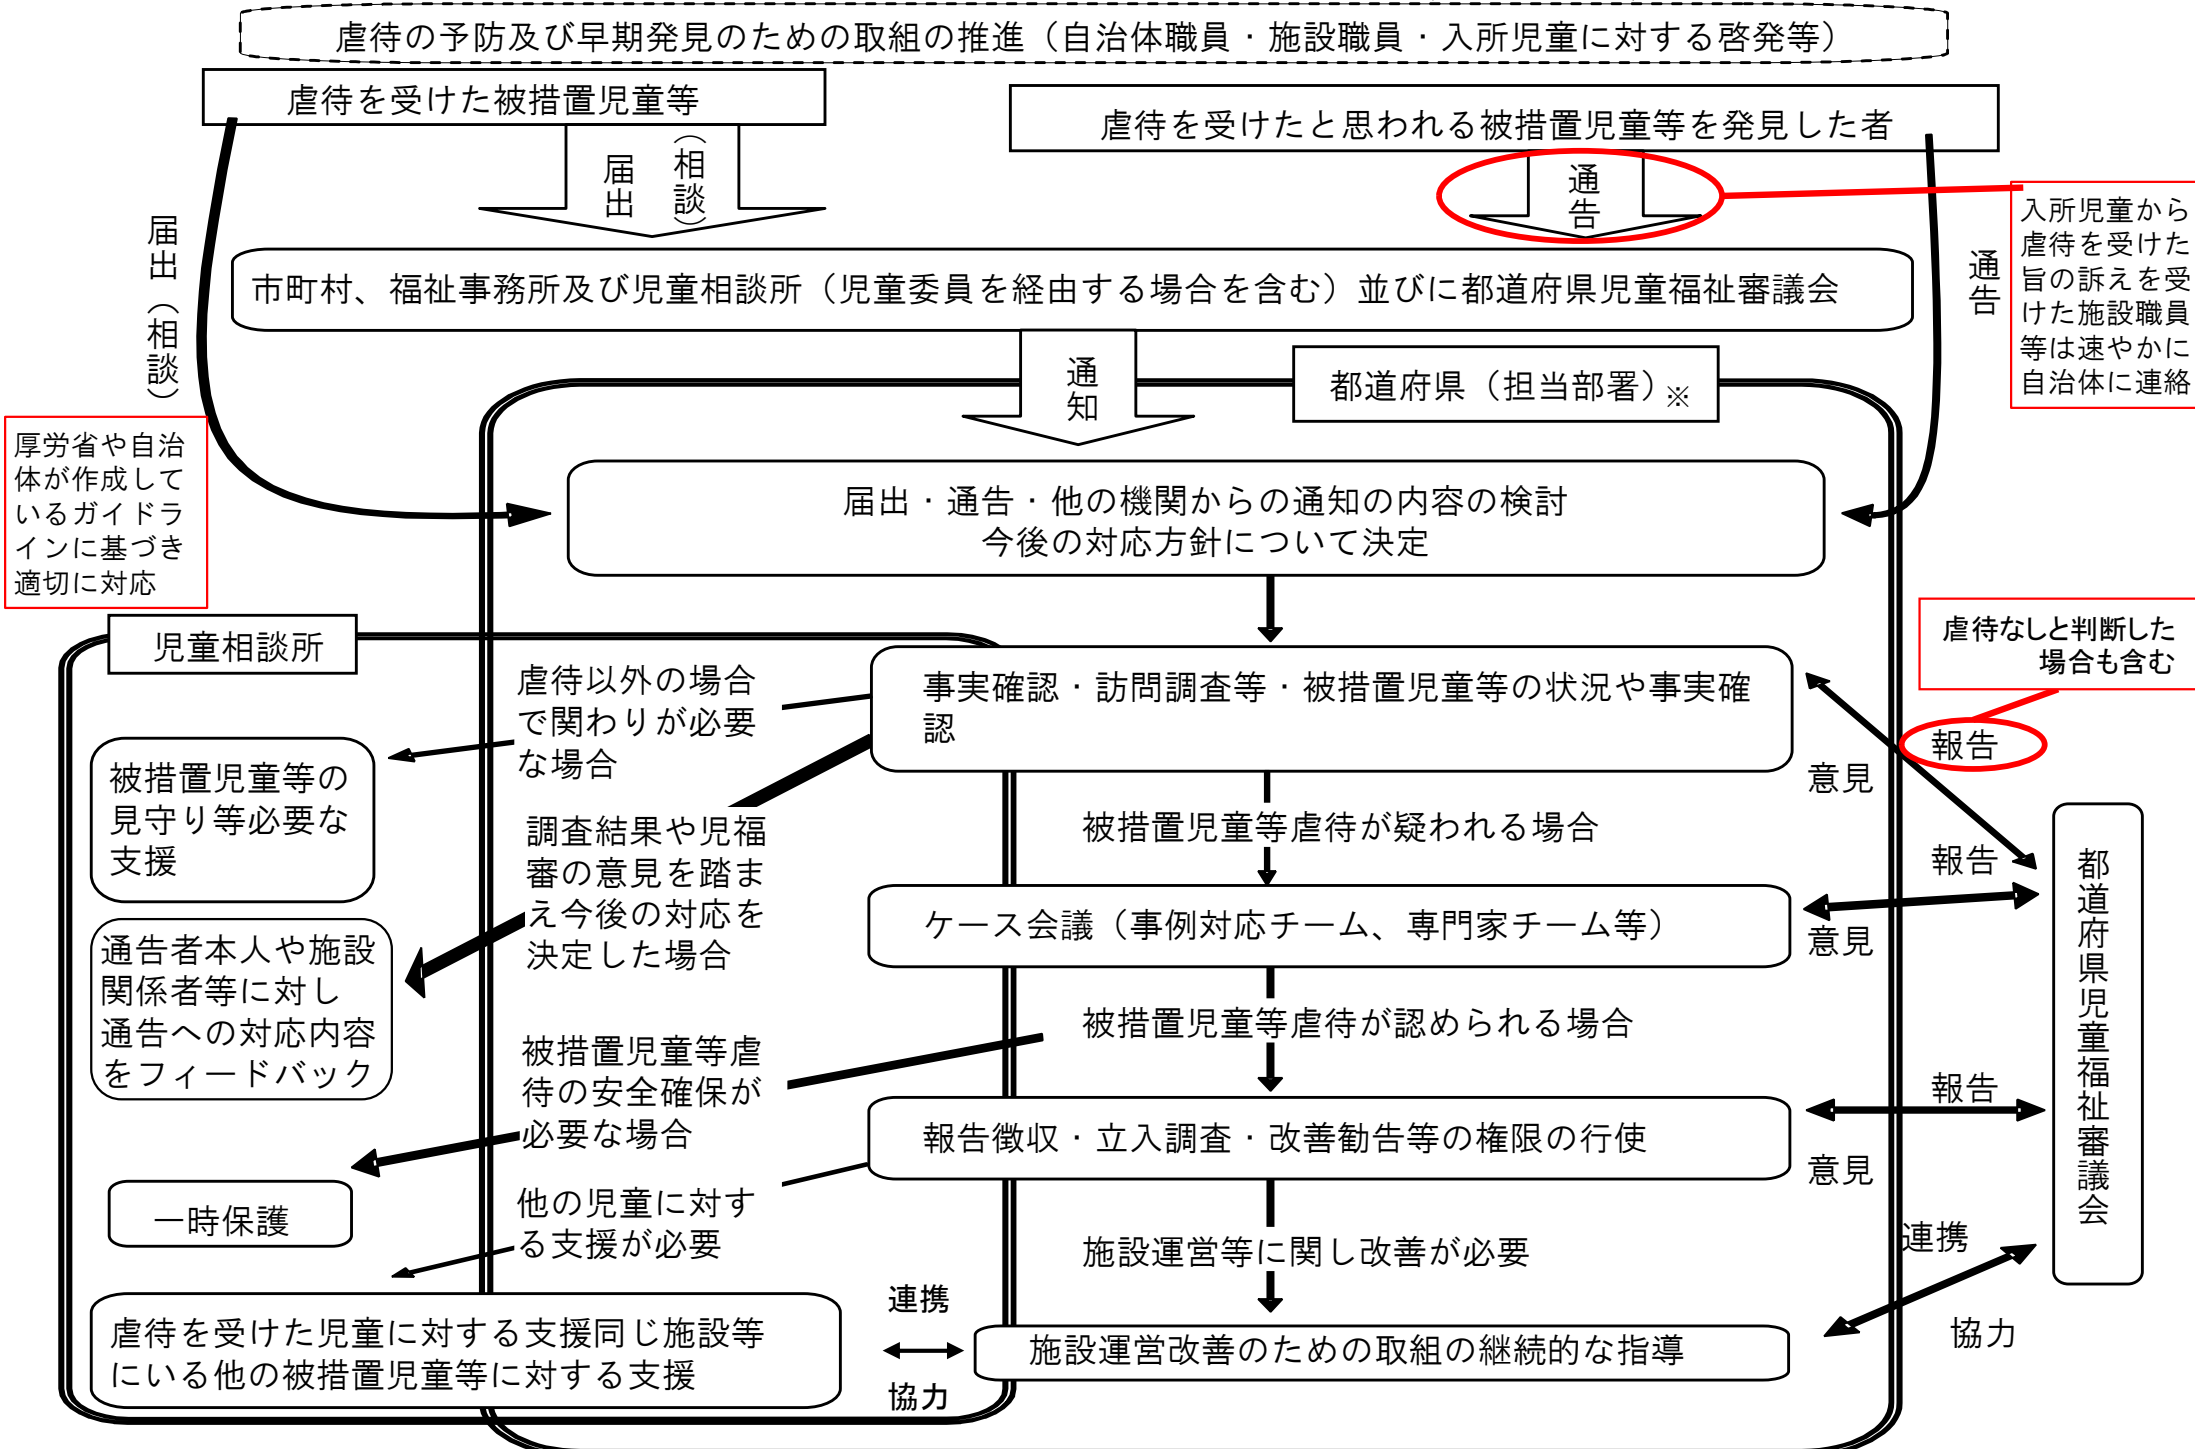 虐待の予防及び早期発見のための取組の推進（自治体職員・施設職員・入所児童に対する啓発等）
虐待を受けた被措置児童等
虐待を受けたと思われる被措置児童等を発見した者
届出
（相談）
通告
届出（相談）
通告
入所児童から
虐待を受けた
旨の訴えを受
けた施設職員
等は速やかに
自治体に連絡
市町村、福祉事務所及び児童相談所（児童委員を経由する場合を含む）並びに都道府県児童福祉審議会
通知
都道府県（担当部署）※
厚労省や自治
体が作成して
いるガイドラ
インに基づき
適切に対応
届出・通告・他の機関からの通知の内容の検討
今後の対応方針について決定
児童相談所
虐待なしと判断した
場合も含む
虐待以外の場合
で関わりが必要
な場合
事実確認・訪問調査等・被措置児童等の状況や事実確
認
報告
意見
被措置児童等の
見守り等必要な
支援
調査結果や児福
審の意見を踏ま
え今後の対応を
決定した場合
被措置児童等虐待が疑われる場合
報告
ケース会議（事例対応チーム、専門家チーム等）
意見
都道府県児童福祉審議会
通告者本人や施設
関係者等に対し
通告への対応内容
をフィードバック
被措置児童等虐待が認められる場合
被措置児童等虐
待の安全確保が
必要な場合
報告
報告徴収・立入調査・改善勧告等の権限の行使
意見
一時保護
他の児童に対す
る支援が必要
施設運営等に関し改善が必要
連携
協力
虐待を受けた児童に対する支援同じ施設等
にいる他の被措置児童等に対する支援
連携
協力
施設運営改善のための取組の継続的な指導